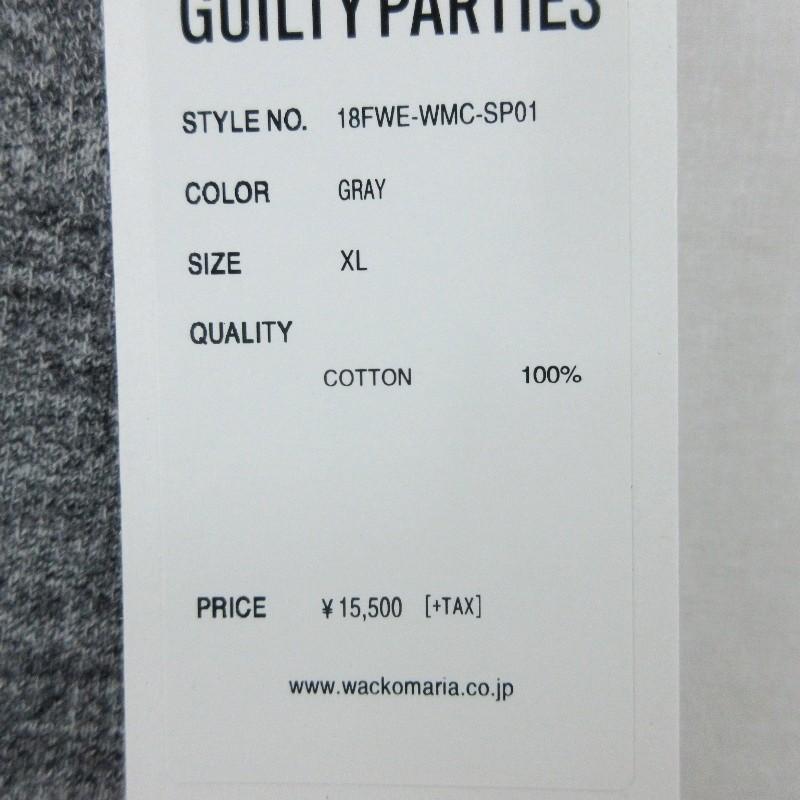 GUILTY PARTIES
STYLE NO. 18FWE-WMC-SP01
COLOR GRAY
SIZE XL
QUALITY
COTTON 100%
PRICE ¥15,500 [+TAX]
www.wackomaria.co.jp